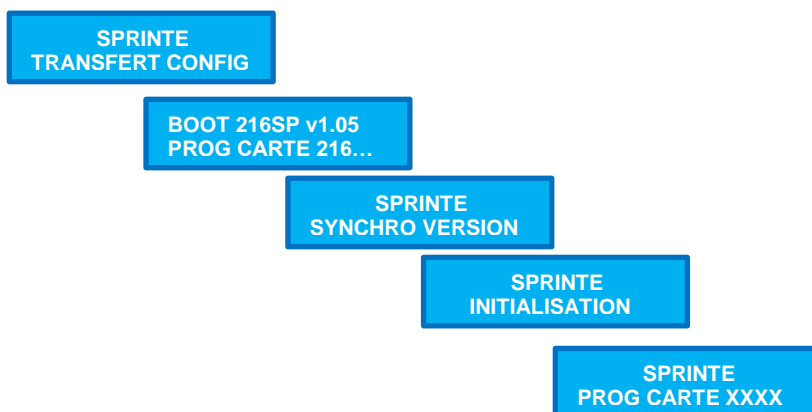 SPRINTE
TRANSFERT CONFIG
BOOT 216SP v1.05
PROG CARTE 216…
SPRINTE
SYNCHRO VERSION
SPRINTE
INITIALISATION
SPRINTE
PROG CARTE XXXX